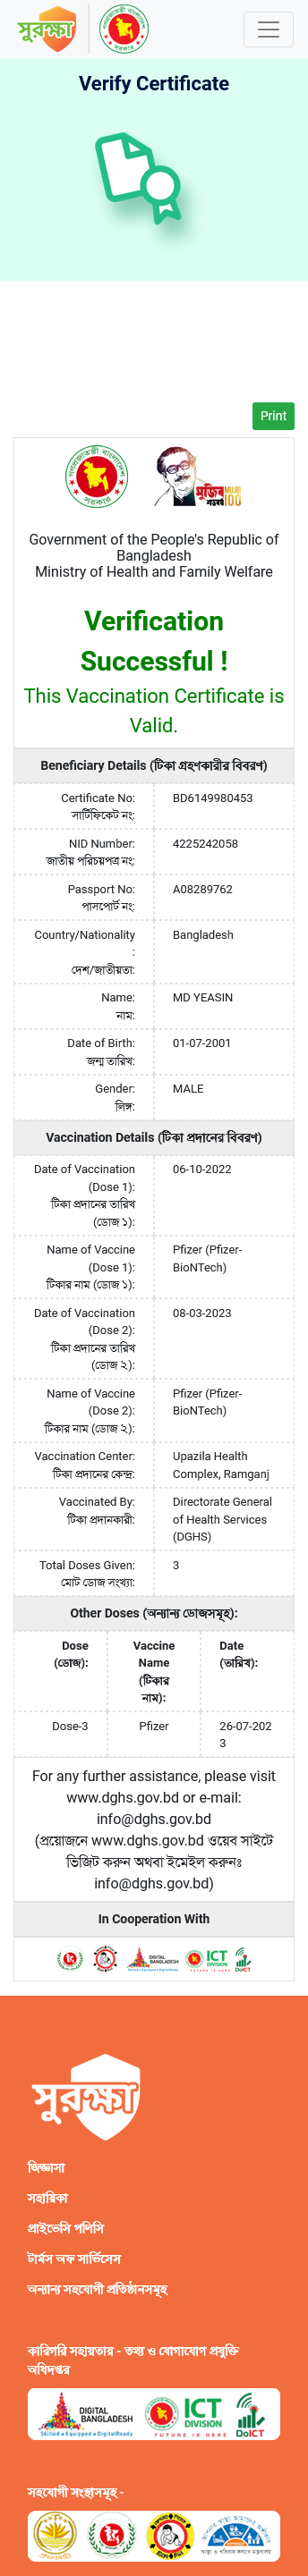 সুরক্ষা
Verify Certificate
Print
Government of the People's Republic of
Bangladesh
Ministry of Health and Family Welfare
Verification
Successful !
This Vaccination Certificate is
Valid.
Beneficiary Details (টিকা গ্রহণকারীর বিবরণ)
Certificate No: BD6149980453
সার্টিফিকেট নং:
NID Number: 4225242058
জাতীয় পরিচয়পত্র নং:
Passport No: A08289762
পাসপোর্ট নং:
Country/Nationality Bangladesh
:
দেশ/জাতীয়তা:
Name: MD YEASIN
নাম:
Date of Birth: 01-07-2001
জন্ম তারিখ:
Gender: MALE
লিঙ্গ:
Vaccination Details (টিকা প্রদানের বিবরণ)
Date of Vaccination 06-10-2022
(Dose 1):
টিকা প্রদানের তারিখ
(ডোজ ১):
Name of Vaccine Pfizer (Pfizer-
(Dose 1): BioNTech)
টিকার নাম (ডোজ ১):
Date of Vaccination 08-03-2023
(Dose 2):
টিকা প্রদানের তারিখ
(ডোজ ২):
Name of Vaccine Pfizer (Pfizer-
(Dose 2): BioNTech)
টিকার নাম (ডোজ ২):
Vaccination Center: Upazila Health
টিকা প্রদানের কেন্দ্র: Complex, Ramganj
Vaccinated By: Directorate General
টিকা প্রদানকারী: of Health Services
(DGHS)
Total Doses Given: 3
মোট ডোজ সংখ্যা:
Other Doses (অন্যান্য ডোজসমূহ):
Dose Vaccine Date
(ডোজ): Name (তারিখ):
(টিকার
নাম):
Dose-3 Pfizer 26-07-202
3
For any further assistance, please visit
www.dghs.gov.bd or e-mail:
info@dghs.gov.bd
(প্রয়োজনে www.dghs.gov.bd ওয়েব সাইটে
ভিজিট করুন অথবা ইমেইল করুনঃ
info@dghs.gov.bd)
In Cooperation With
সুরক্ষা
জিজ্ঞাসা
সহায়িকা
প্রাইভেসি পলিসি
টার্মস অফ সার্ভিসেস
অন্যান্য সহযোগী প্রতিষ্ঠানসমূহ
কারিগরি সহায়তায় - তথ্য ও যোগাযোগ প্রযুক্তি
অধিদপ্তর
DIGITAL BANGLADESH
Skilled • Equipped • DigitalReady
ICT DIVISION
FUTURE IS HERE
DoICT
সহযোগী সংস্থাসমূহ -